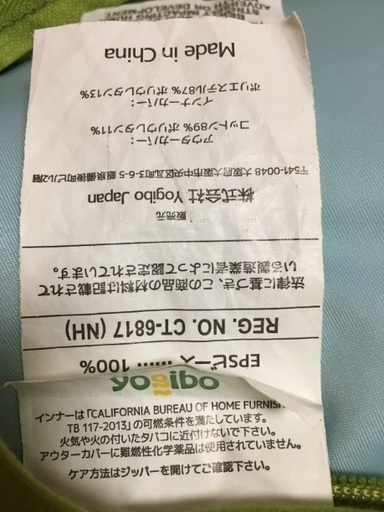 yogibo
インナーは「CALIFORNIA BUREAU OF HOME FURNIS
TB 117-2013」の可燃条件を満たしています。
火気や火の付いたタバコに近付けないで下さい。
アウターカバーに難燃性化学薬品は使用されていません。
ケア方法はジッパーを開けてご確認下さい。
EPSビーズ ...... 100%
REG. NO. CT-6817 (NH)
法律に基づき、この商品の材料は記載されて
いる製造業者によって認定されています。
販売元
株式会社 Yogibo Japan
〒541-0048 大阪府大阪市中央区瓦町3-6-5 銀泉備後町ビル2階
アウターカバー：
コットン89% ポリウレタン11%
インナーカバー：
ポリエステル87% ポリウレタン13%
Made in China